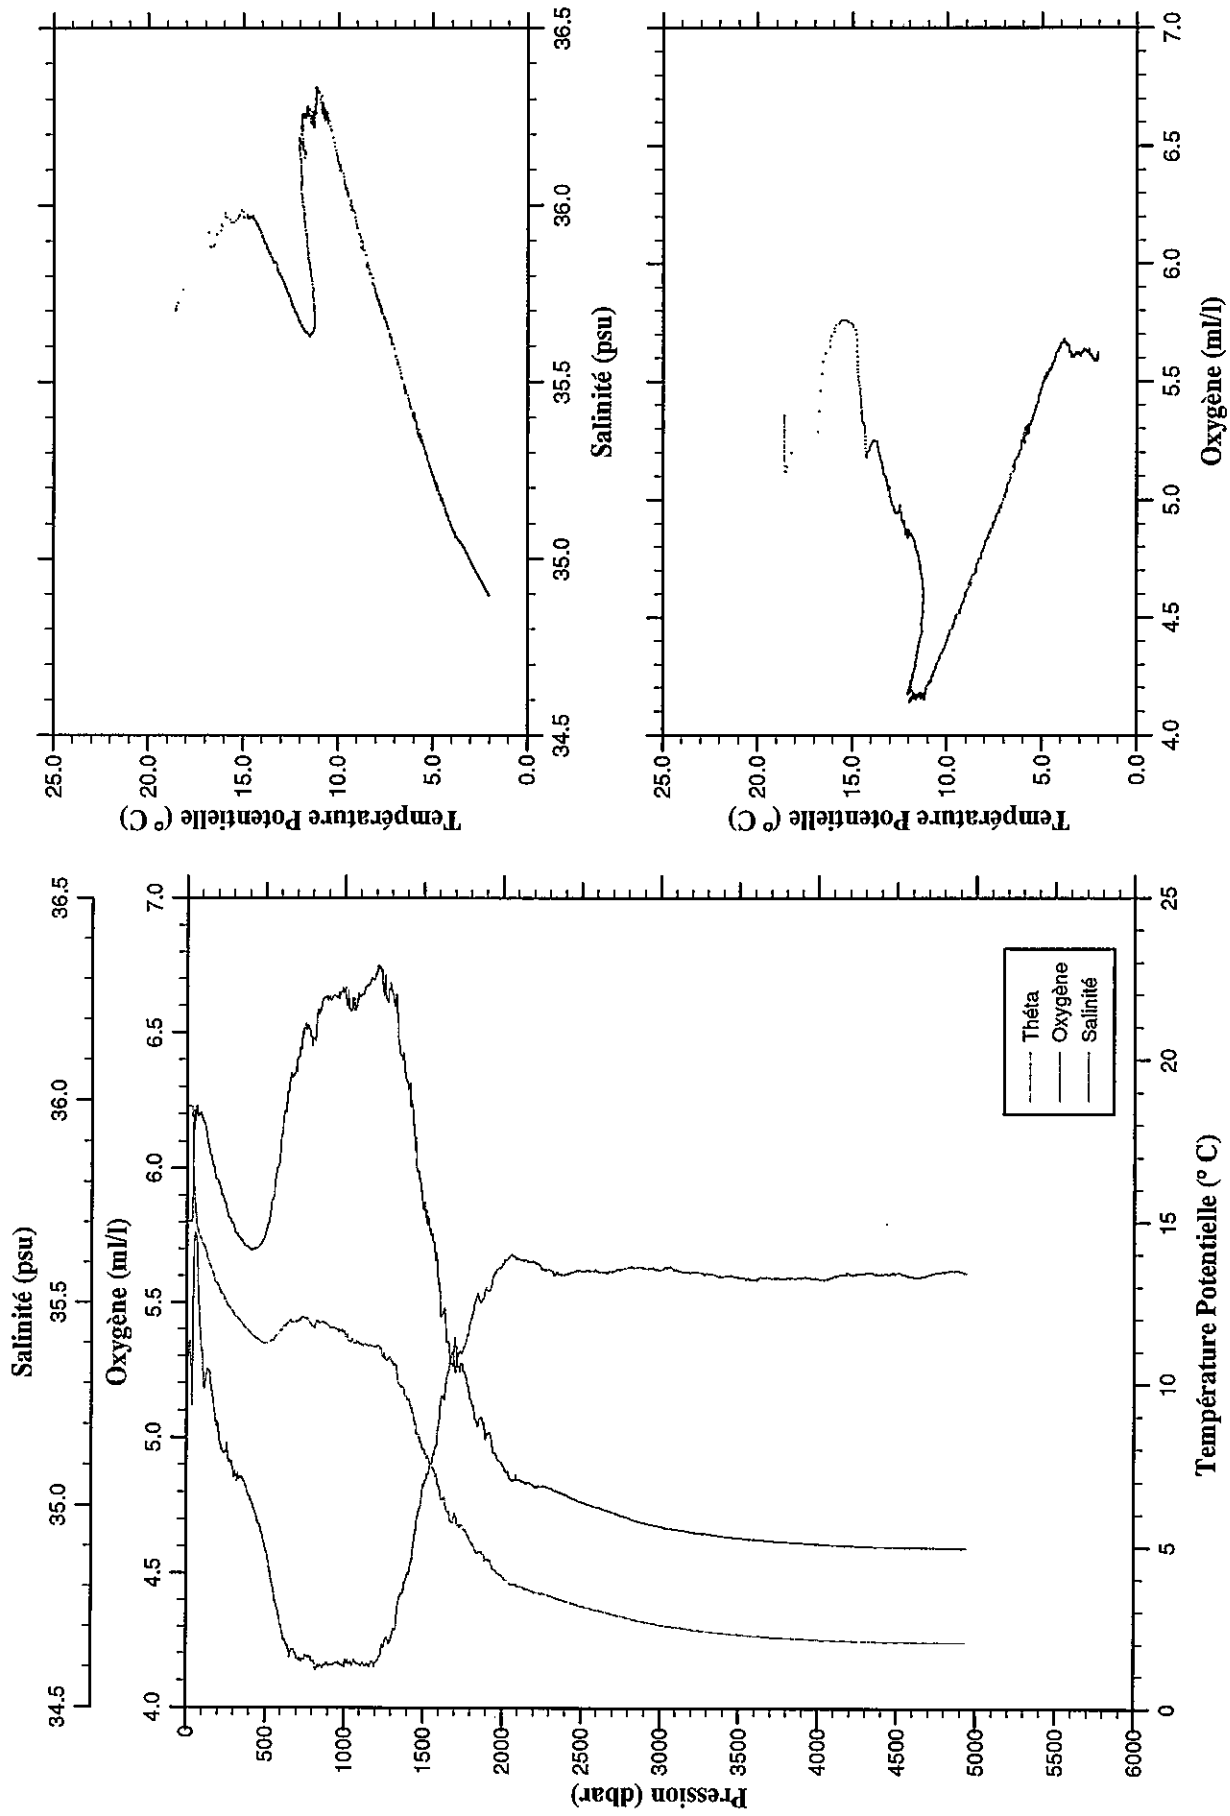 Salinité (psu)
34.5 35.0 35.5 36.0 36.5
Oxygène (ml/l)
4.0 4.5 5.0 5.5 6.0 6.5 7.0
Pression (dbar)
0
500
1000
1500
2000
2500
3000
3500
4000
4500
5000
5500
6000
Théta
Oxygène
Salinité
0 5 10 15 20 25
Température Potentielle (° C)
Température Potentielle (° C)
25.0
20.0
15.0
10.0
5.0
0.0
34.5 35.0 35.5 36.0 36.5
Salinité (psu)
Température Potentielle (° C)
25.0
20.0
15.0
10.0
5.0
0.0
4.0 4.5 5.0 5.5 6.0 6.5 7.0
Oxygène (ml/l)